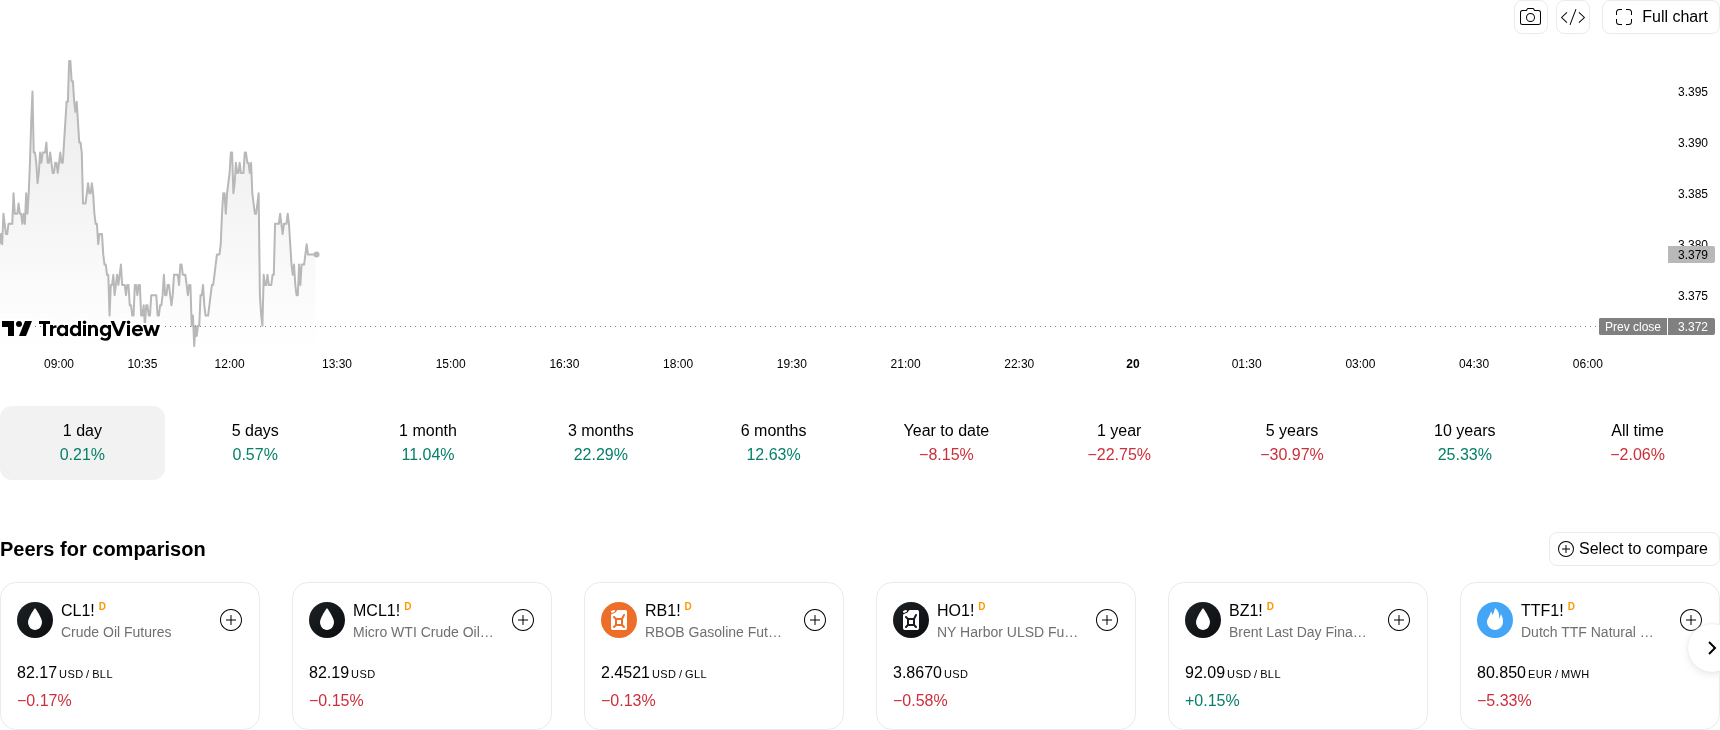 Full chart
3.395
3.390
3.385
3.380
3.379
3.375
Prev close 3.372
TradingView
09:00 10:35 12:00 13:30 15:00 16:30 18:00 19:30 21:00 22:30 20 01:30 03:00 04:30 06:00
1 day 5 days 1 month 3 months 6 months Year to date 1 year 5 years 10 years All time
0.21% 0.57% 11.04% 22.29% 12.63% −8.15% −22.75% −30.97% 25.33% −2.06%
Peers for comparison
Select to compare
CL1! D
Crude Oil Futures
82.17 USD / BLL
−0.17%
MCL1! D
Micro WTI Crude Oil…
82.19 USD
−0.15%
RB1! D
RBOB Gasoline Fut…
2.4521 USD / GLL
−0.13%
HO1! D
NY Harbor ULSD Fu…
3.8670 USD
−0.58%
BZ1! D
Brent Last Day Fina…
92.09 USD / BLL
+0.15%
TTF1! D
Dutch TTF Natural …
80.850 EUR / MWH
−5.33%